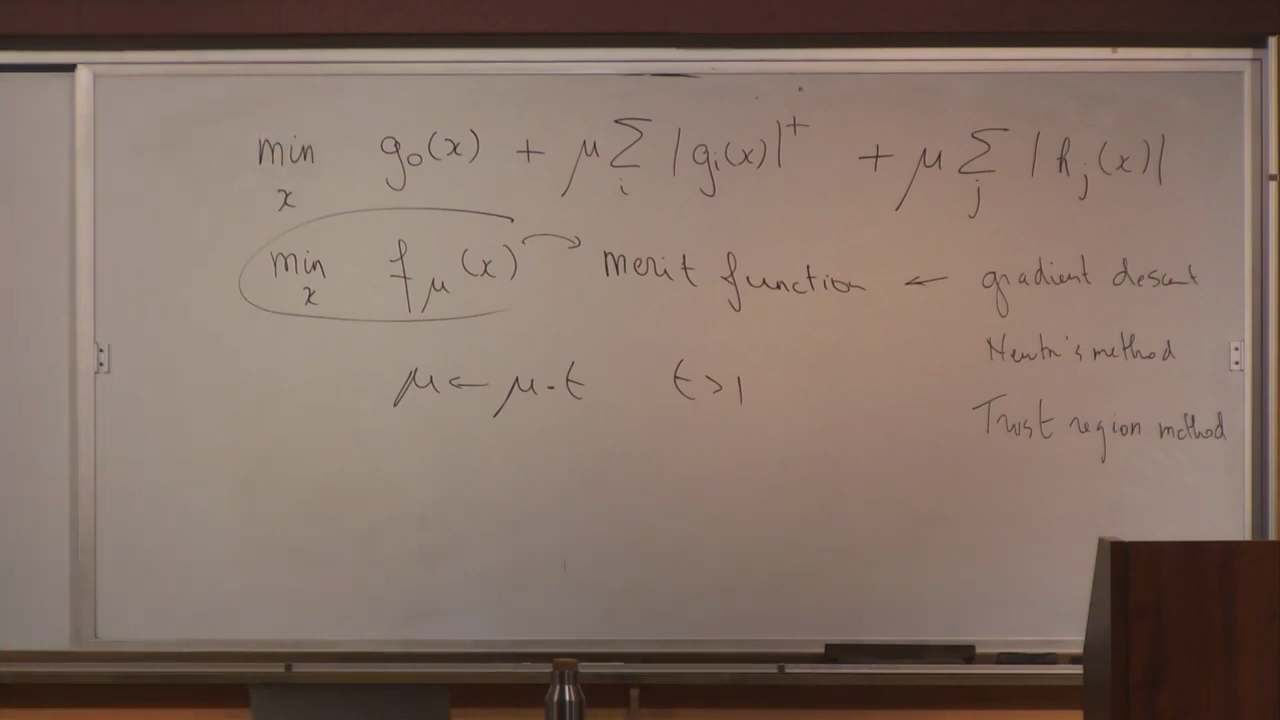 min x g₀(x) + μ∑ᵢ |gᵢ(x)|⁺ + μ∑ⱼ |hⱼ(x)|
min x f_μ(x) → merit function ← gradient descent
Newton's method
μ ← μ·t t > 1
Trust region method